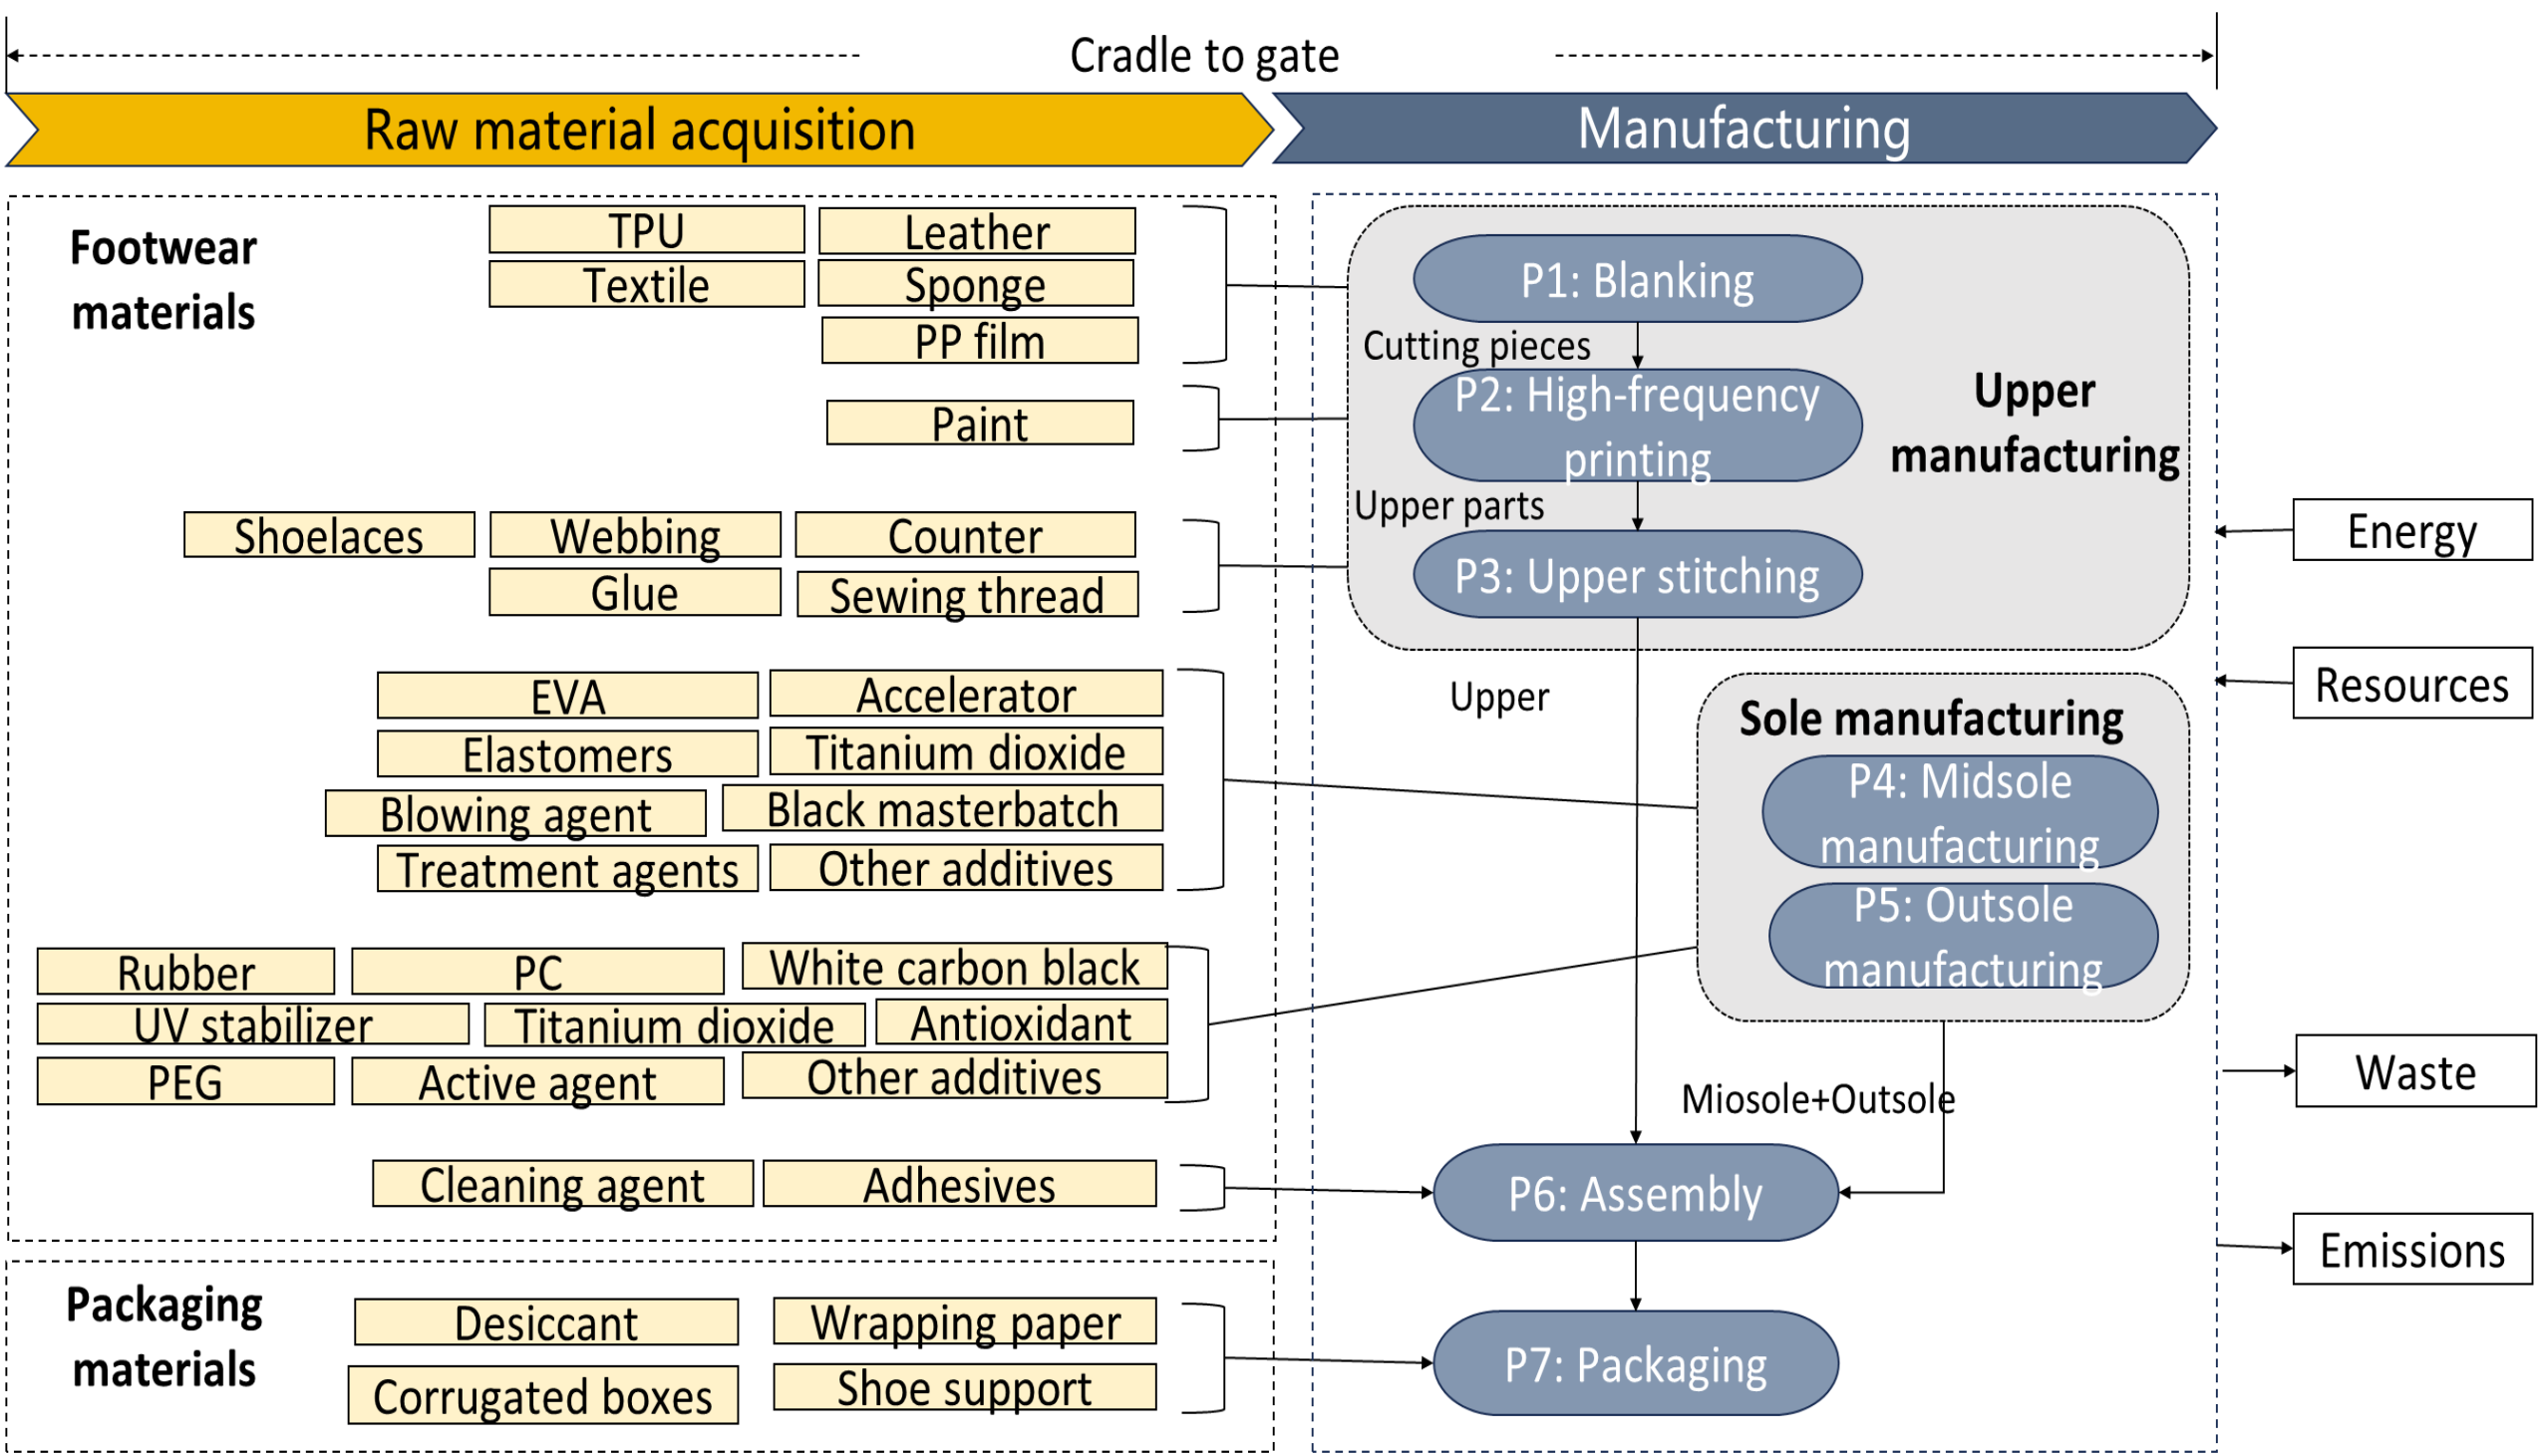 Cradle to gate
Raw material acquisition
Manufacturing
Footwear
materials
TPU
Leather
Textile
Sponge
PP film
Paint
Shoelaces
Webbing
Counter
Glue
Sewing thread
EVA
Accelerator
Elastomers
Titanium dioxide
Blowing agent
Black masterbatch
Treatment agents
Other additives
Rubber
PC
White carbon black
UV stabilizer
Titanium dioxide
Antioxidant
PEG
Active agent
Other additives
Cleaning agent
Adhesives
Packaging
materials
Desiccant
Wrapping paper
Corrugated boxes
Shoe support
P1: Blanking
Cutting pieces
P2: High-frequency
printing
Upper parts
P3: Upper stitching
Upper
manufacturing
Upper
Sole manufacturing
P4: Midsole
manufacturing
P5: Outsole
manufacturing
Miosole+Outsole
P6: Assembly
P7: Packaging
Energy
Resources
Waste
Emissions